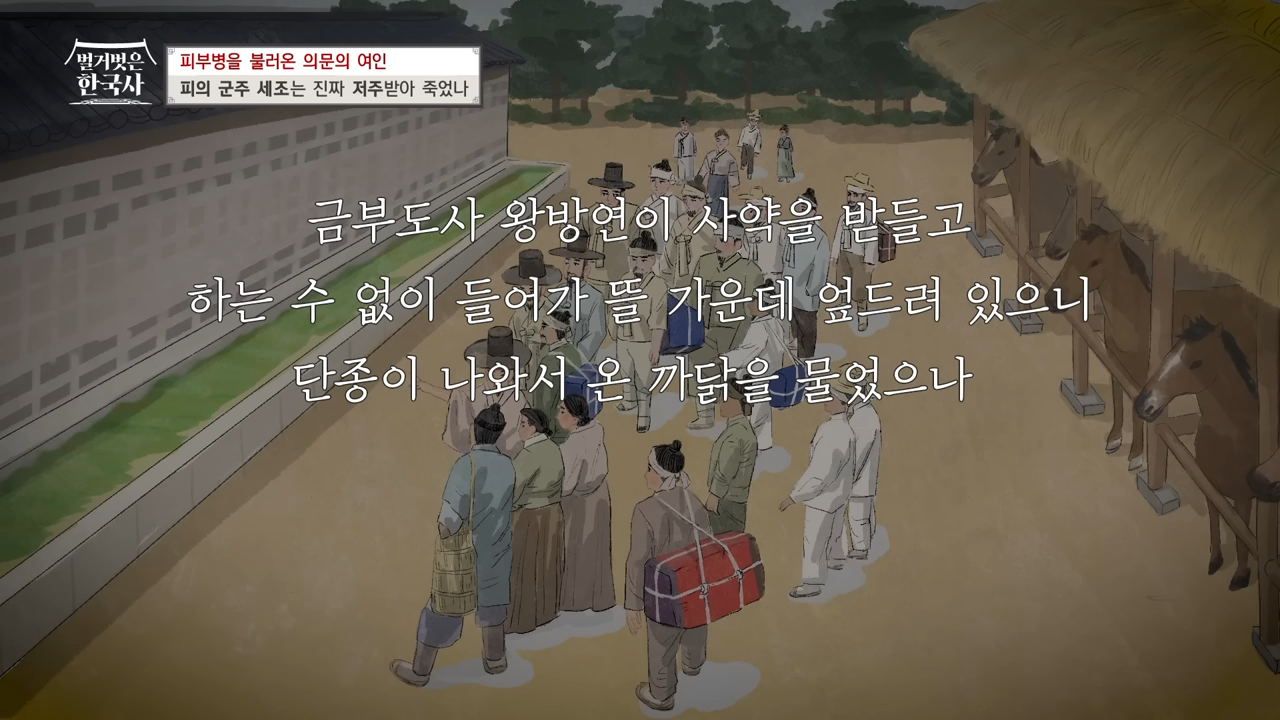 벌거벗은
한국사
피부병을 불러온 의문의 여인
피의 군주 세조는 진짜 저주받아 죽었나
금부도사 왕방연이 사약을 받들고
하는 수 없이 들어가 뜰 가운데 엎드려 있으니
단종이 나와서 온 까닭을 물었으나